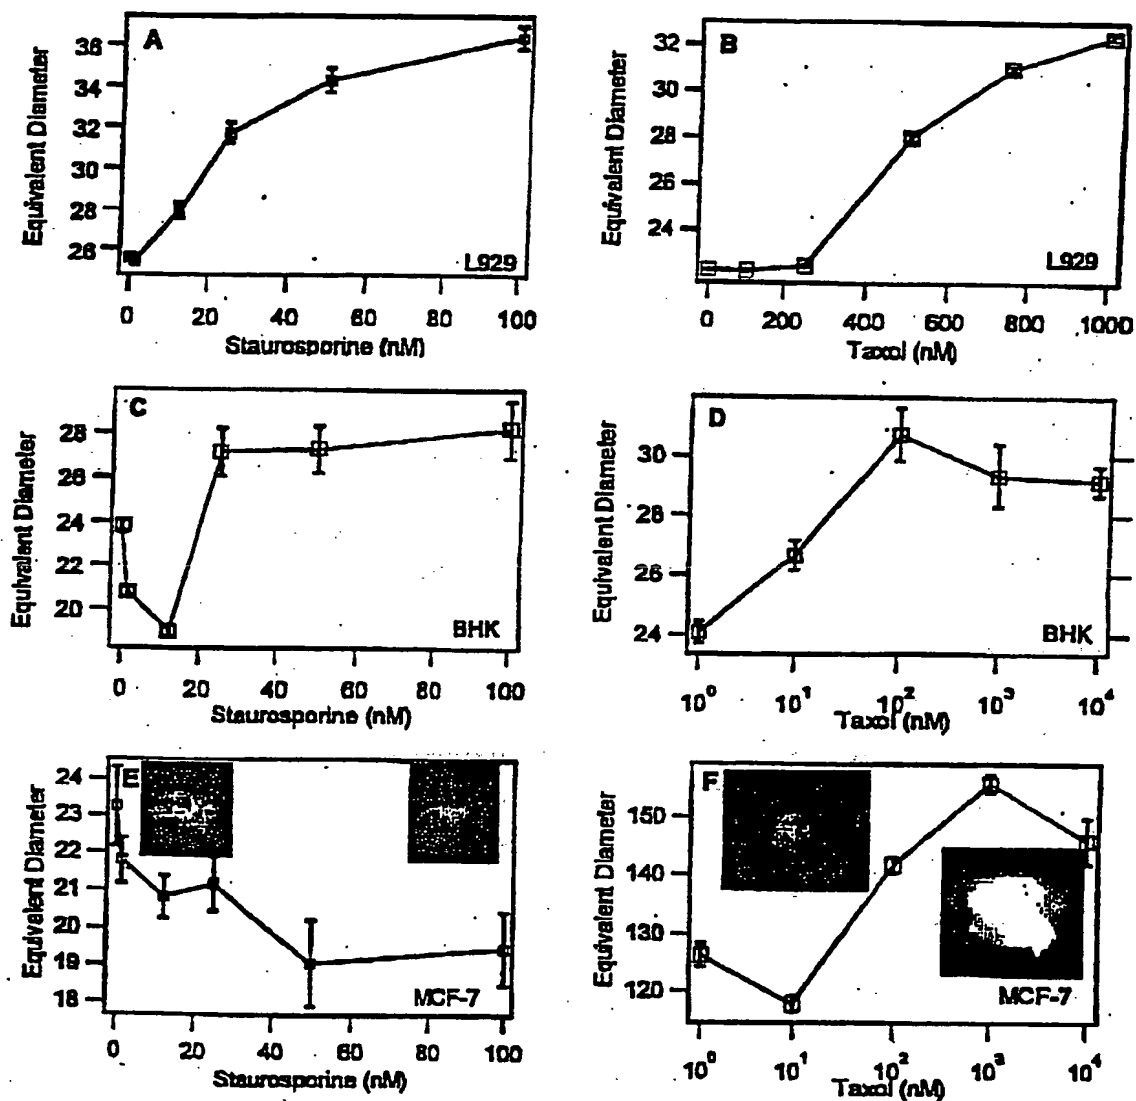 A
Equivalent Diameter
36
34
32
30
28
26
L929
0 20 40 60 80 100
Staurosporine (nM)
B
Equivalent Diameter
32
30
28
26
24
L929
0 200 400 600 800 1000
Taxol (nM)
C
Equivalent Diameter
28
26
24
22
20
BHK
0 20 40 60 80 100
Staurosporine (nM)
D
Equivalent Diameter
30
28
26
24
BHK
10⁰ 10¹ 10² 10³ 10⁴
Taxol (nM)
E
Equivalent Diameter
24
23
22
21
20
19
18
MCF-7
0 20 40 60 80 100
Staurosporine (nM)
F
Equivalent Diameter
150
140
130
120
MCF-7
10⁰ 10¹ 10² 10³ 10⁴
Taxol (nM)